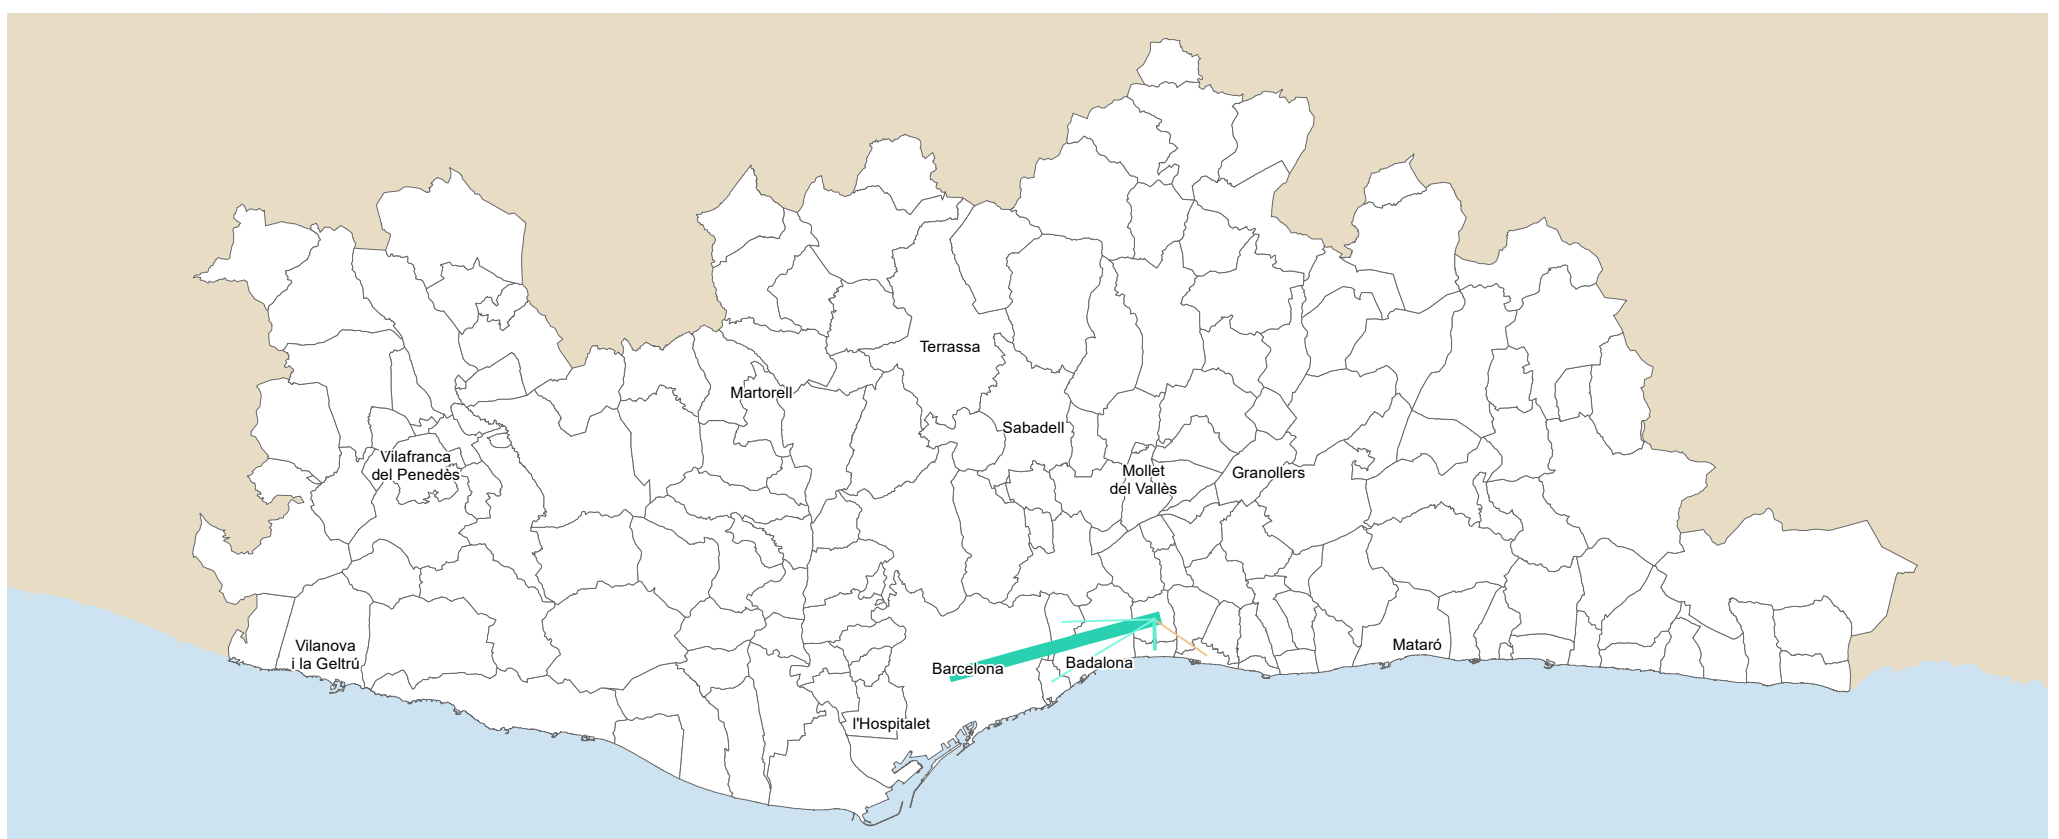 Terrassa
Martorell
Sabadell
Vilafranca
del Penedès
Mollet
del Vallès
Granollers
Vilanova
i la Geltrú
Mataró
Badalona
Barcelona
l'Hospitalet